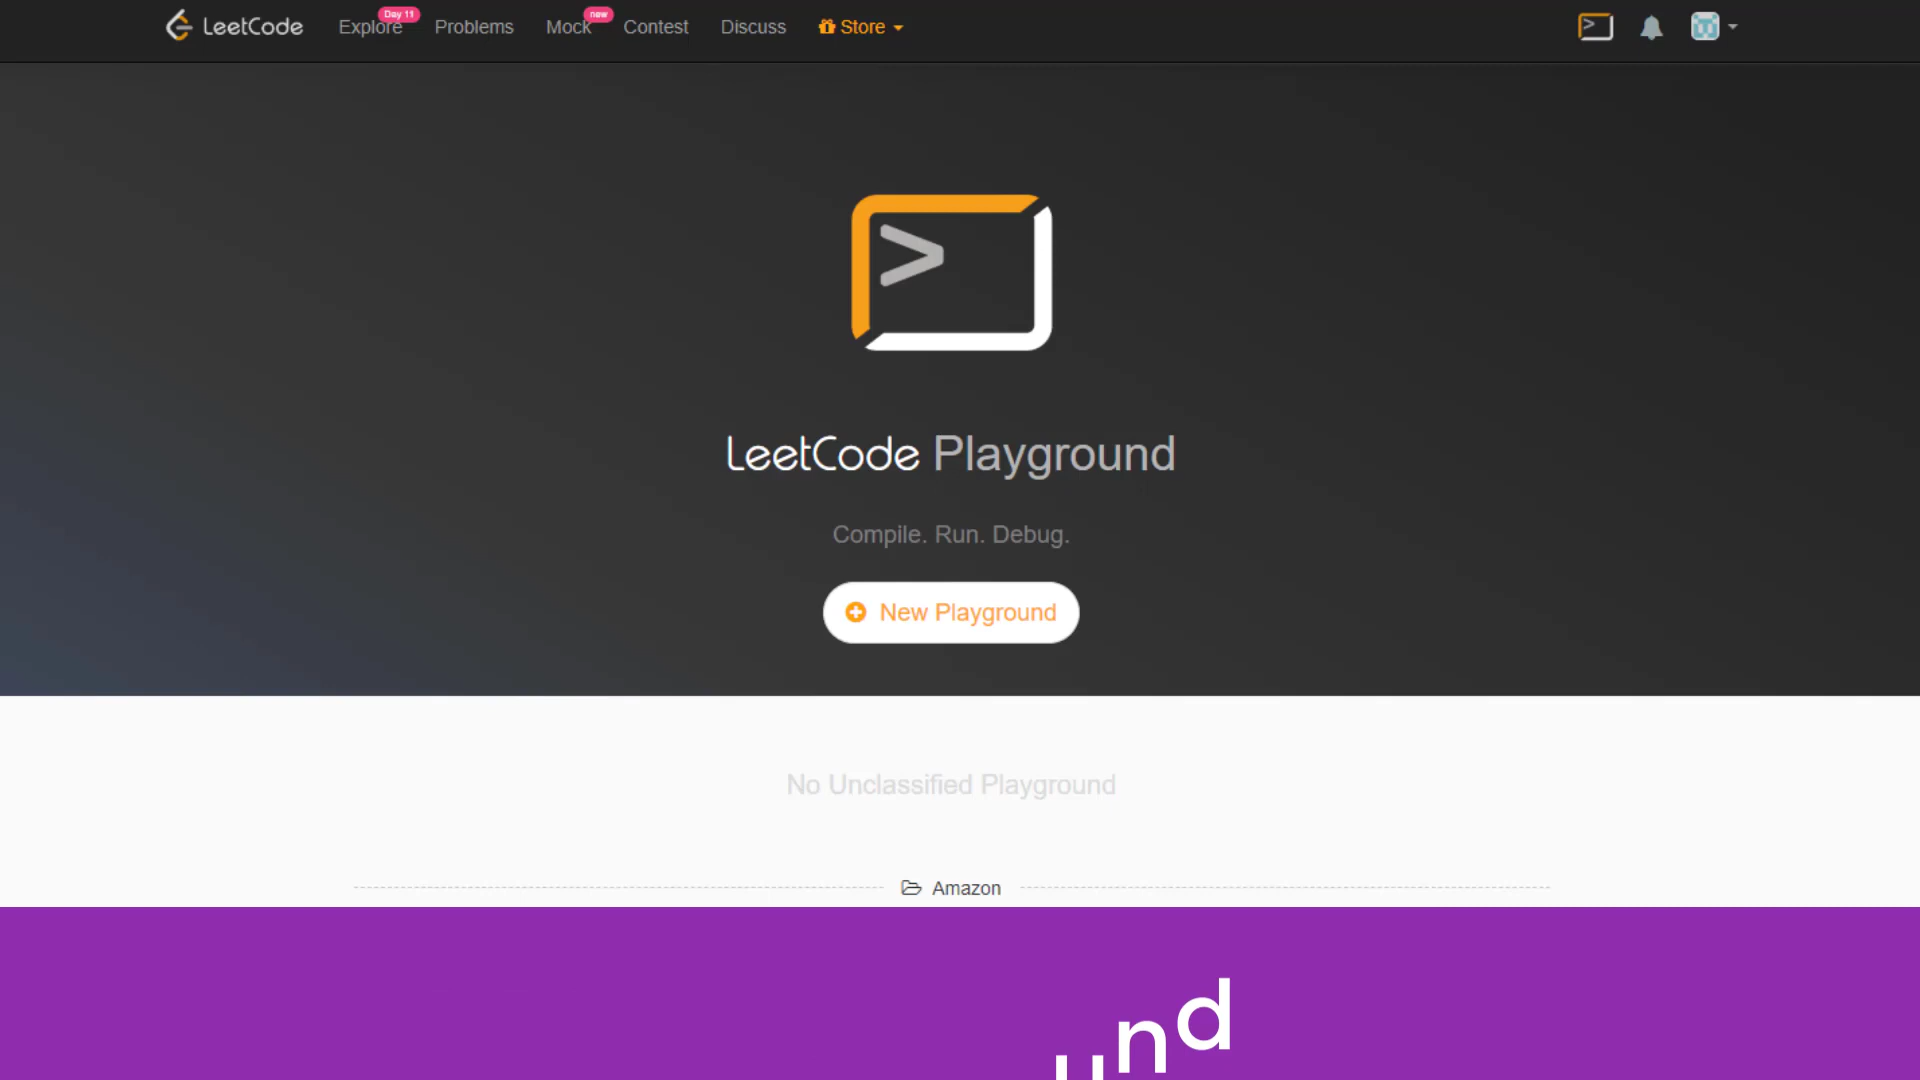 LeetCode Explore Day 11 Problems Mock new Contest Discuss Store
>
LeetCode Playground
Compile. Run. Debug.
New Playground
No Unclassified Playground
Amazon
und